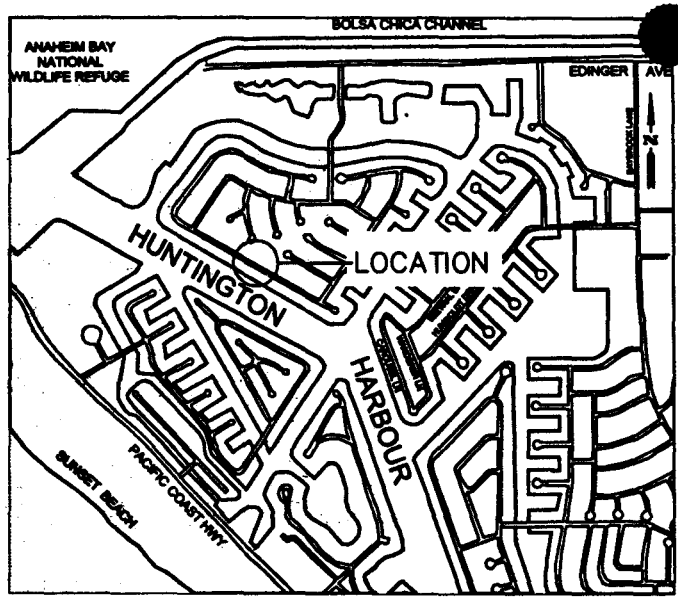 BOLSA CHICA CHANNEL
ANAHEIM BAY
NATIONAL
WILDLIFE REFUGE
EDINGER AVE
N
HUNTINGTON
LOCATION
HARBOUR
SUNSET BEACH
PACIFIC COAST HWY